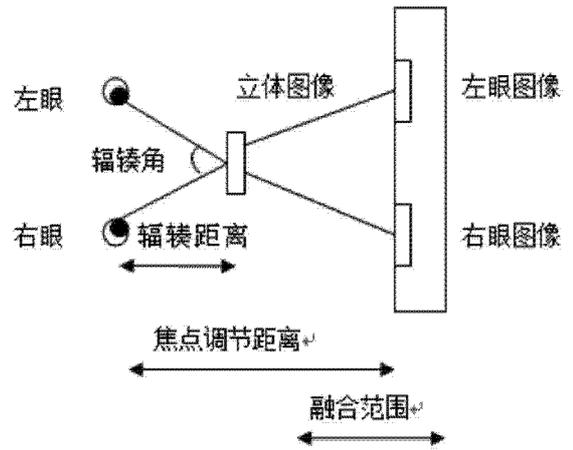 左眼
立体图像
左眼图像
辐辏角
右眼
辐辏距离
右眼图像
焦点调节距离↵
融合范围↵